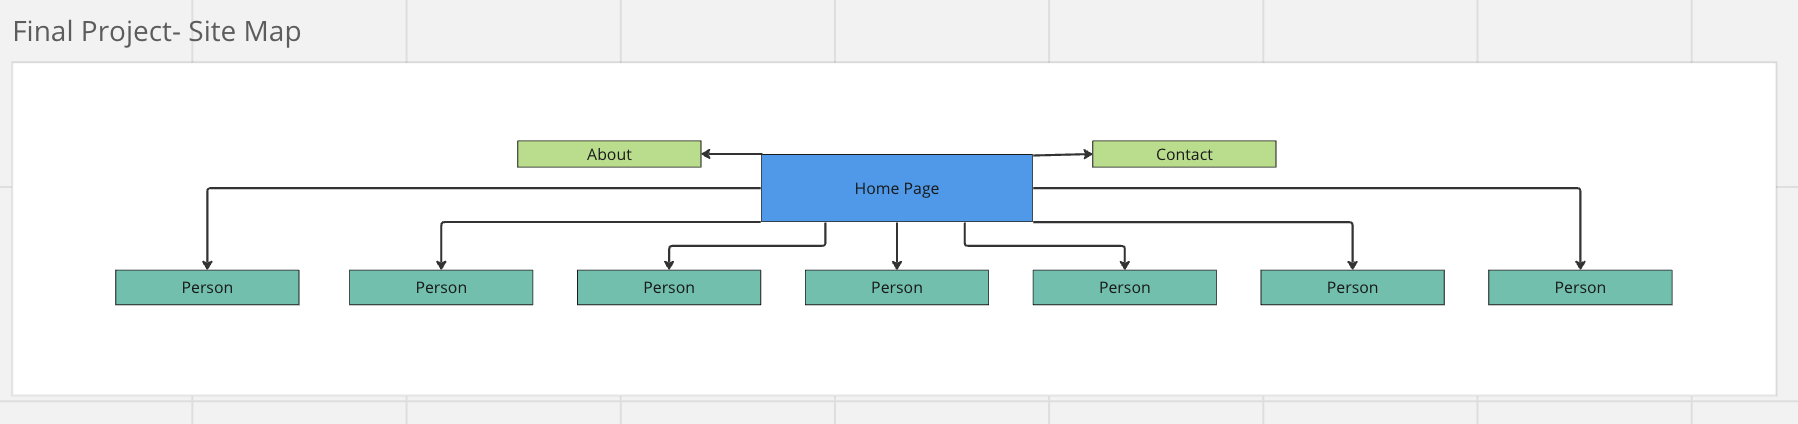 Final Project- Site Map
About
Contact
Home Page
Person
Person
Person
Person
Person
Person
Person